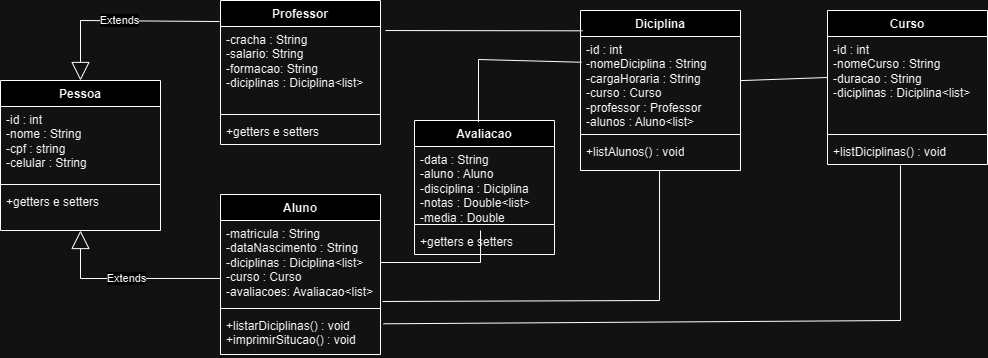 Extends
Professor
-cracha : String
-salario: String
-formacao: String
-diciplinas : Diciplina<list>
+getters e setters
Diciplina
-id : int
-nomeDiciplina : String
-cargaHoraria : String
-curso : Curso
-professor : Professor
-alunos : Aluno<list>
+listAlunos() : void
Curso
-id : int
-nomeCurso : String
-duracao : String
-diciplinas : Diciplina<list>
+listDiciplinas() : void
Pessoa
-id : int
-nome : String
-cpf : string
-celular : String
+getters e setters
Avaliacao
-data : String
-aluno : Aluno
-disciplina : Diciplina
-notas : Double<list>
-media : Double
+getters e setters
Aluno
-matricula : String
-dataNascimento : String
-diciplinas : Diciplina<list>
-curso : Curso
-avaliacoes: Avaliacao<list>
+listarDiciplinas() : void
+imprimirSitucao() : void
Extends